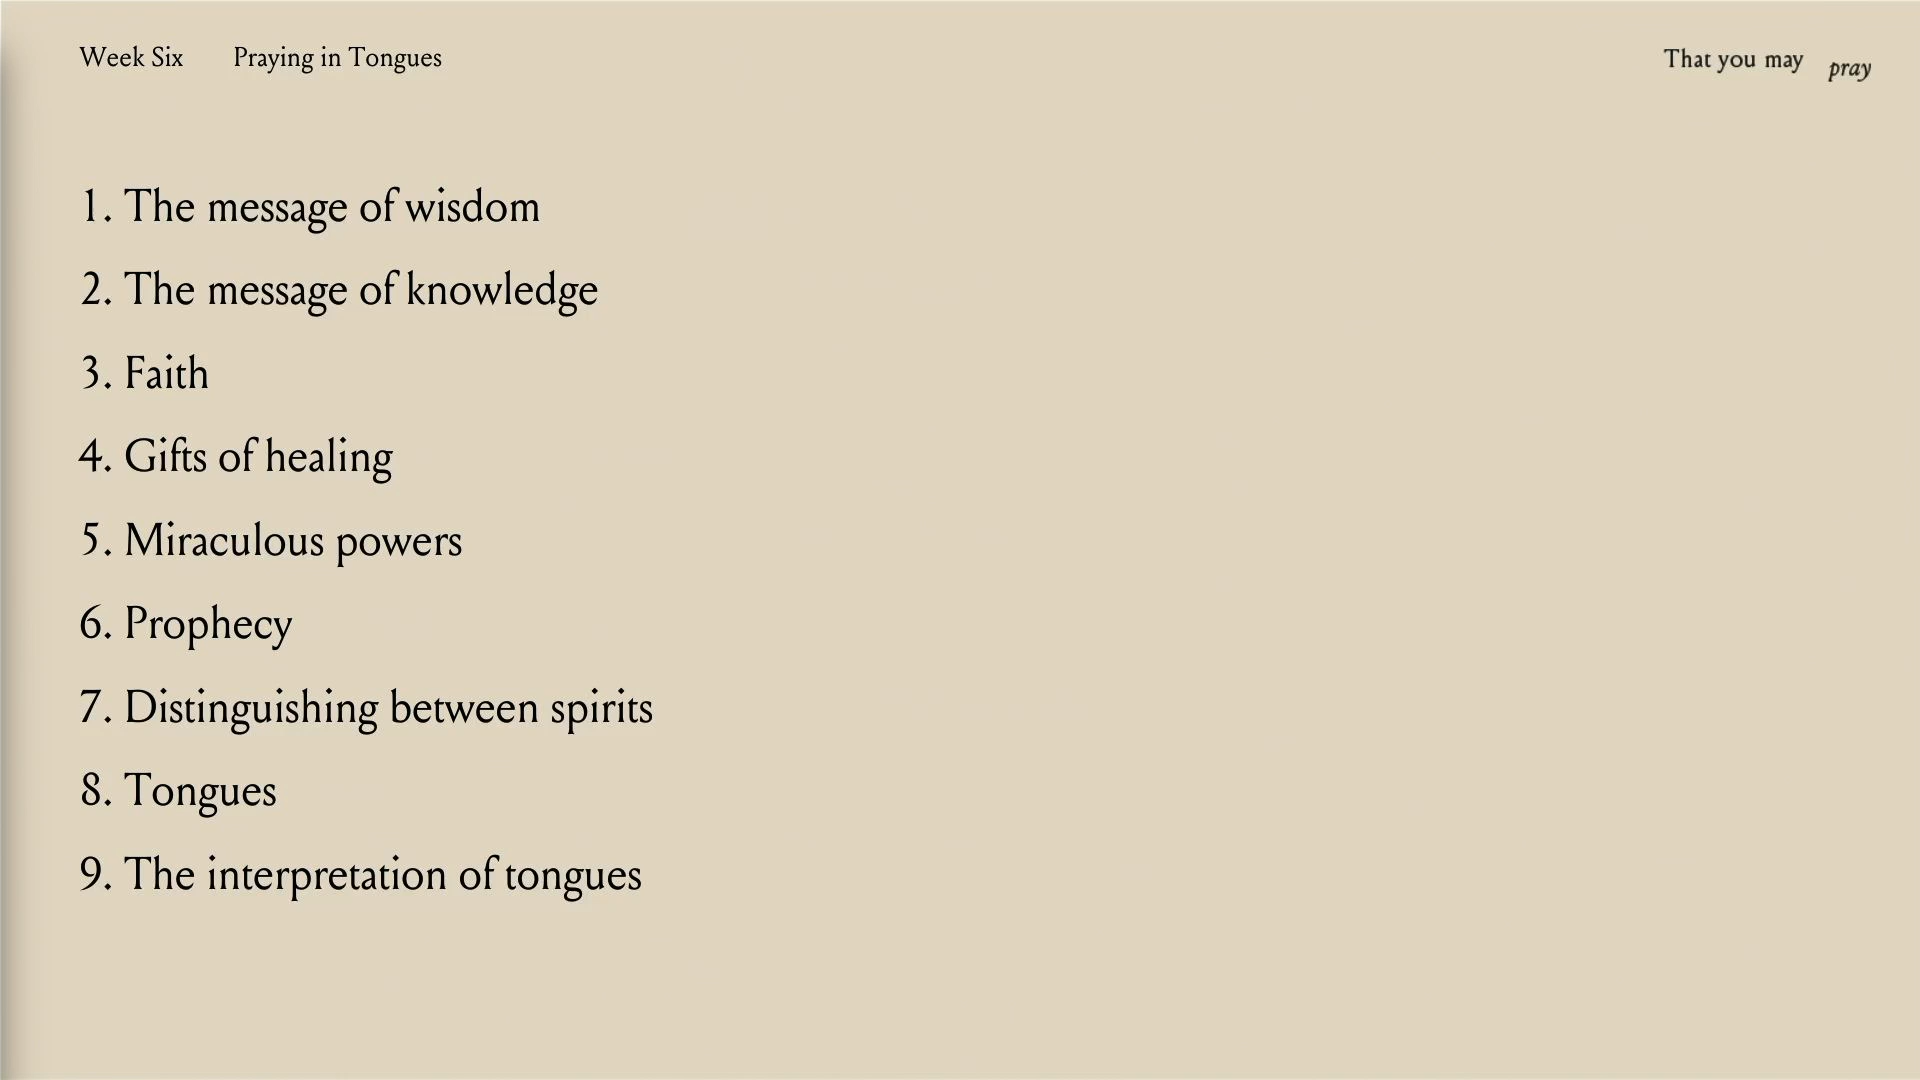 Week Six Praying in Tongues
That you may pray
1. The message of wisdom
2. The message of knowledge
3. Faith
4. Gifts of healing
5. Miraculous powers
6. Prophecy
7. Distinguishing between spirits
8. Tongues
9. The interpretation of tongues